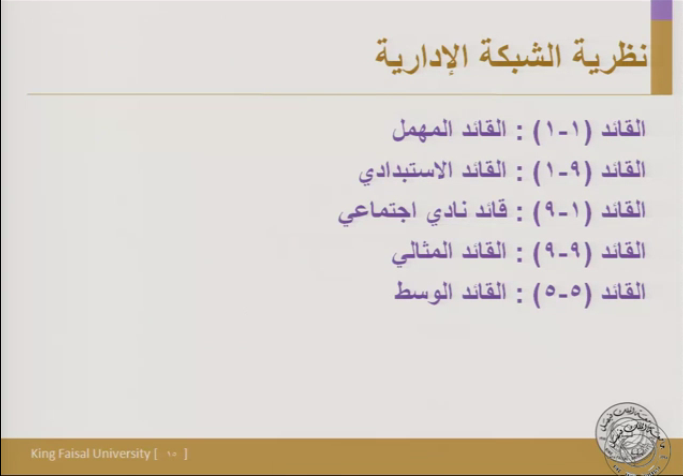 نظرية الشبكة الإدارية
القائد (١-١) : القائد المهمل
القائد (٩-١) : القائد الاستبدادي
القائد (١-٩) : قائد نادي اجتماعي
القائد (٩-٩) : القائد المثالي
القائد (٥-٥) : القائد الوسط
King Faisal University [ ١٥ ]